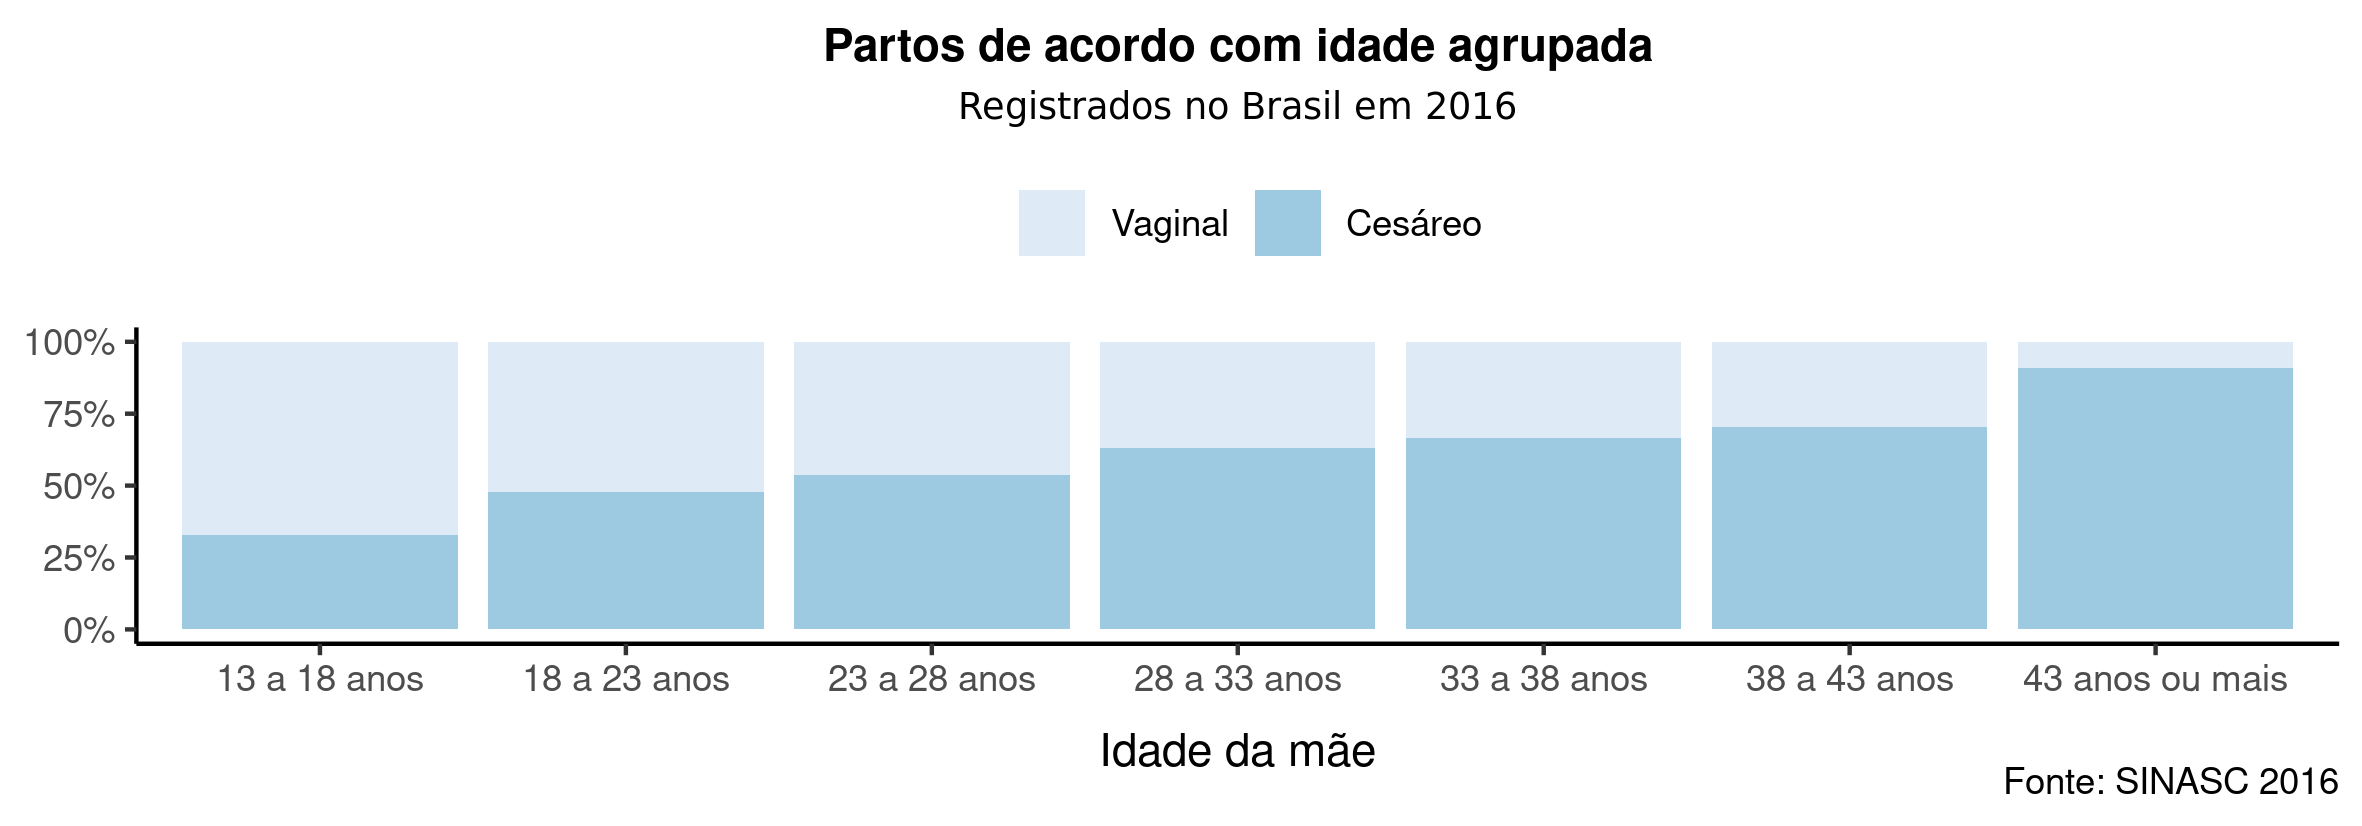 Partos de acordo com idade agrupada
Registrados no Brasil em 2016
Vaginal Cesáreo
100%
75%
50%
25%
0%
13 a 18 anos 18 a 23 anos 23 a 28 anos 28 a 33 anos 33 a 38 anos 38 a 43 anos 43 anos ou mais
Idade da mãe
Fonte: SINASC 2016